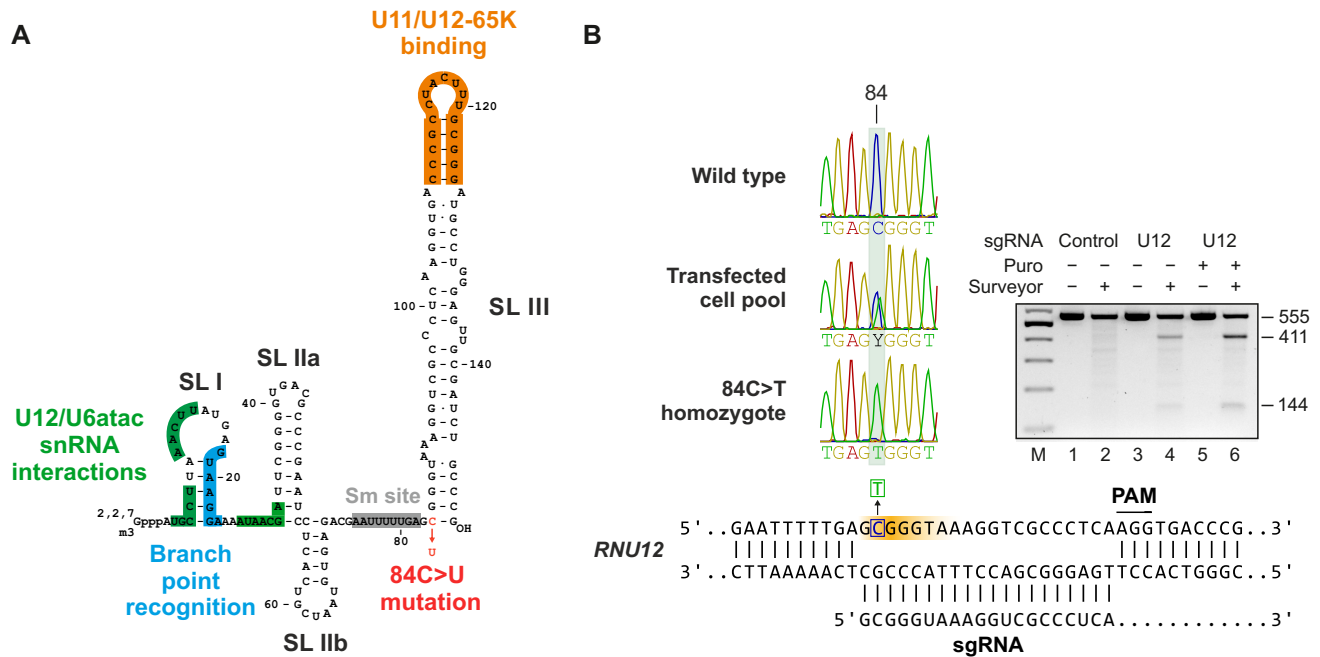 A
U11/U12-65K
binding
120
100
140
SL III
SL IIa
SL I
40
20
U12/U6atac
snRNA
interactions
2,2,7
m3
GpppAUGC
Sm site
GACGAAUUUUUGAGC
OH
80
U
84C>U
mutation
Branch
point
recognition
60
SL IIb
B
84
Wild type
TGAGCGGGT
Transfected
cell pool
TGAGYGGGT
84C>T
homozygote
TGAGTGGGT
sgRNA Control U12 U12
Puro − − − − + +
Surveyor − + − + − +
555
411
144
M 1 2 3 4 5 6
T
PAM
5'..GAATTTTTGAGCGGGTAAAGGTCGCCCTCAAGGTGACCCG..3'
RNU12
3'..CTTAAAAACTCGCCCATTTCCAGCGGGAGTTCCACTGGGC..5'
5'GCGGGUAAAGGUCGCCCUCA............3'
sgRNA